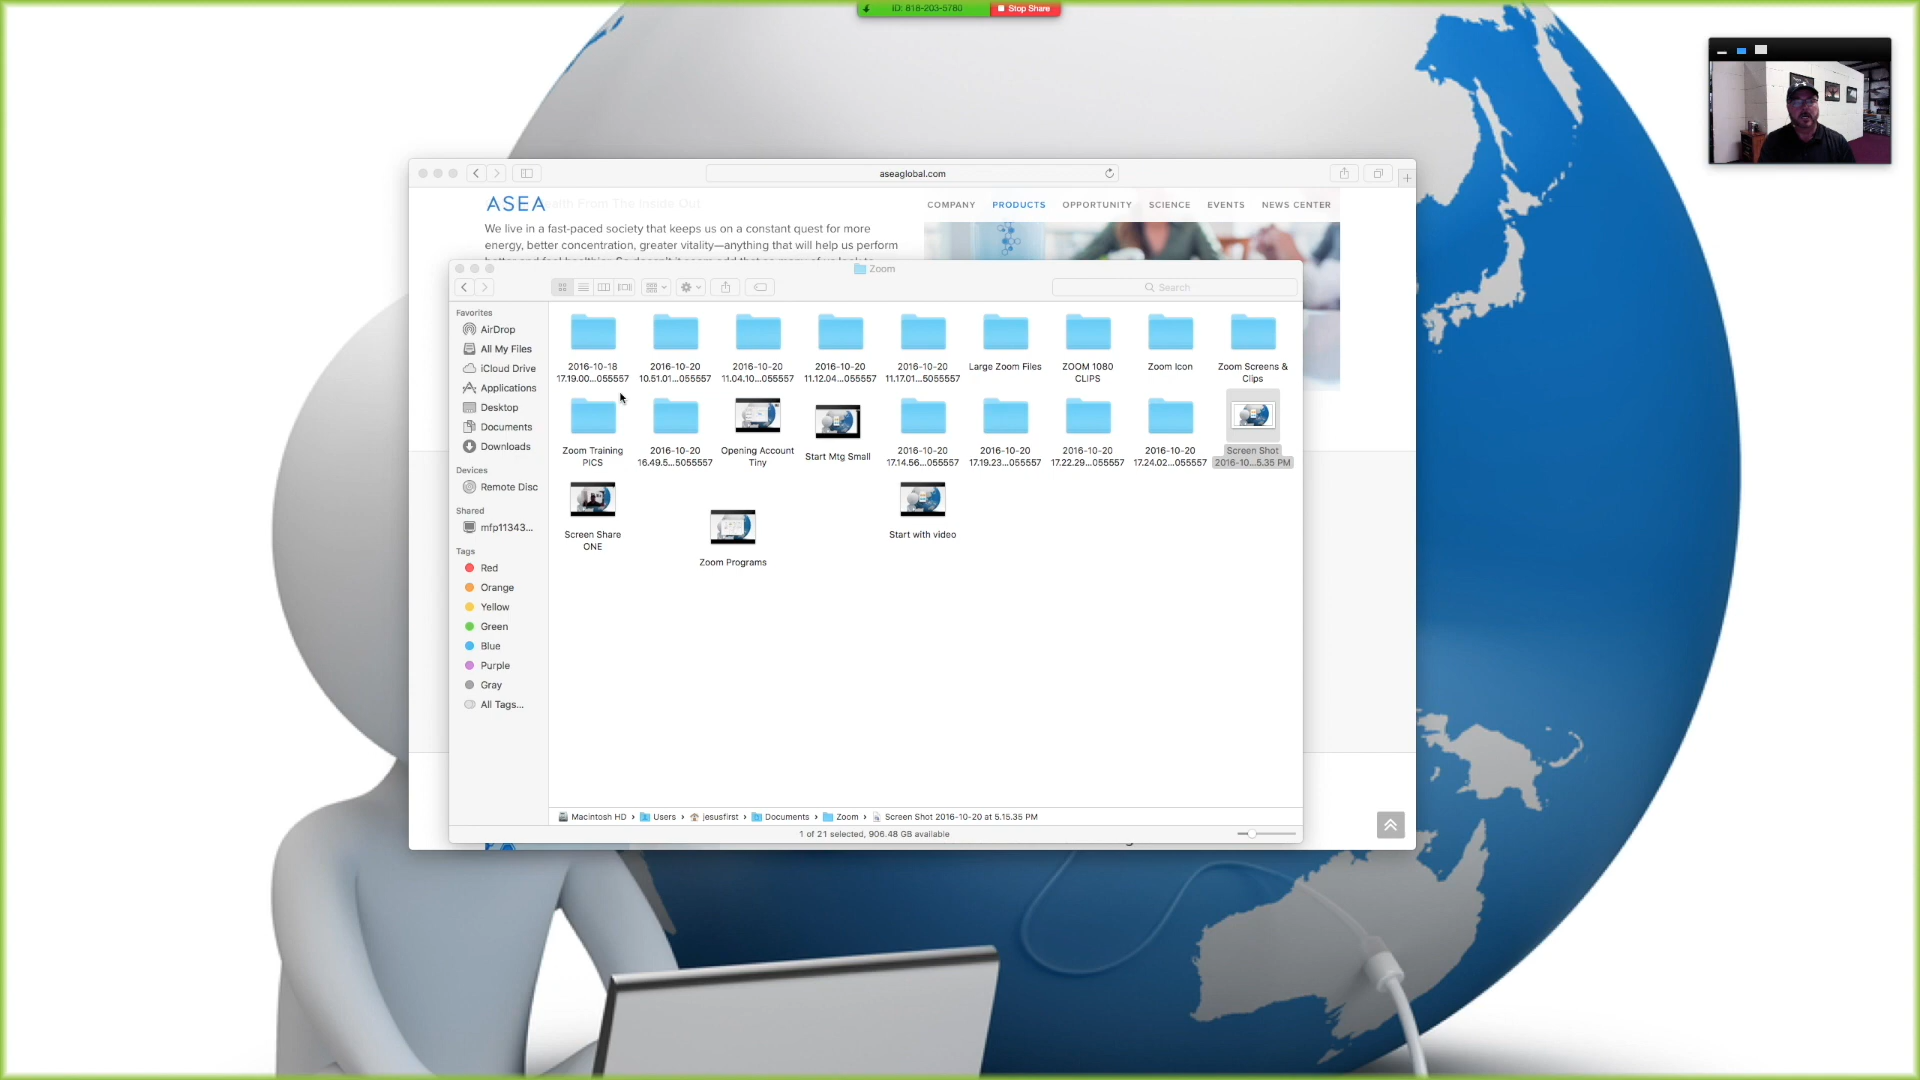 ID: 818-203-5780
Stop Share
aseaglobal.com
ASEA
ealth From The Inside Out
COMPANY PRODUCTS OPPORTUNITY SCIENCE EVENTS NEWS CENTER
We live in a fast-paced society that keeps us on a constant quest for more
energy, better concentration, greater vitality—anything that will help us perform
Zoom
Search
Favorites
AirDrop
All My Files
iCloud Drive
Applications
Desktop
Documents
Downloads
Devices
Remote Disc
Shared
mfp11343...
Tags
Red
Orange
Yellow
Green
Blue
Purple
Gray
All Tags...
2016-10-18
17.19.00...055557
2016-10-20
10.51.01...055557
2016-10-20
11.04.10...055557
2016-10-20
11.12.04...055557
2016-10-20
11.17.01...5055557
Large Zoom Files
ZOOM 1080
CLIPS
Zoom Icon
Zoom Screens &
Clips
Zoom Training
PICS
2016-10-20
16.49.5...5055557
Opening Account
Tiny
Start Mtg Small
2016-10-20
17.14.56...055557
2016-10-20
17.19.23...055557
2016-10-20
17.22.29...055557
2016-10-20
17.24.02...055557
Screen Shot
2016-10...5.35 PM
Screen Share
ONE
Zoom Programs
Start with video
Macintosh HD › Users › jesusfirst › Documents › Zoom › Screen Shot 2016-10-20 at 5.15.35 PM
1 of 21 selected, 906.48 GB available